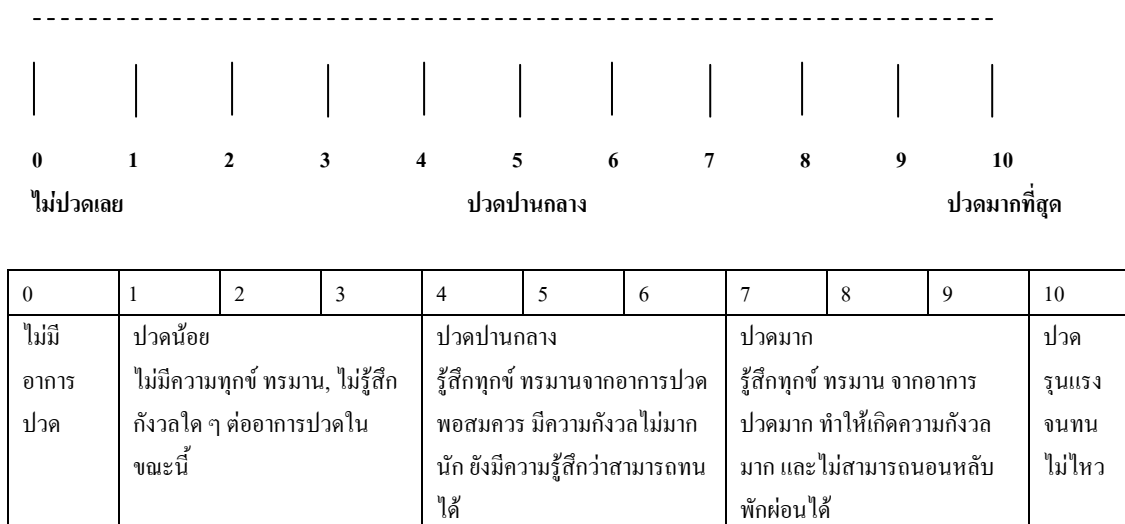 0 1 2 3 4 5 6 7 8 9 10
ไม่ปวดเลย ปวดปานกลาง ปวดมากที่สุด
0 1 2 3 4 5 6 7 8 9 10
ไม่มี
อาการ
ปวด
ปวดน้อย
ไม่มีความทุกข์ ทรมาน, ไม่รู้สึก
กังวลใด ๆ ต่ออาการปวดใน
ขณะนี้
ปวดปานกลาง
รู้สึกทุกข์ ทรมานจากอาการปวด
พอสมควร มีความกังวลไม่มาก
นัก ยังมีความรู้สึกว่าสามารถทน
ได้
ปวดมาก
รู้สึกทุกข์ ทรมาน จากอาการ
ปวดมาก ทำให้เกิดความกังวล
มาก และไม่สามารถนอนหลับ
พักผ่อนได้
ปวด
รุนแรง
จนทน
ไม่ไหว